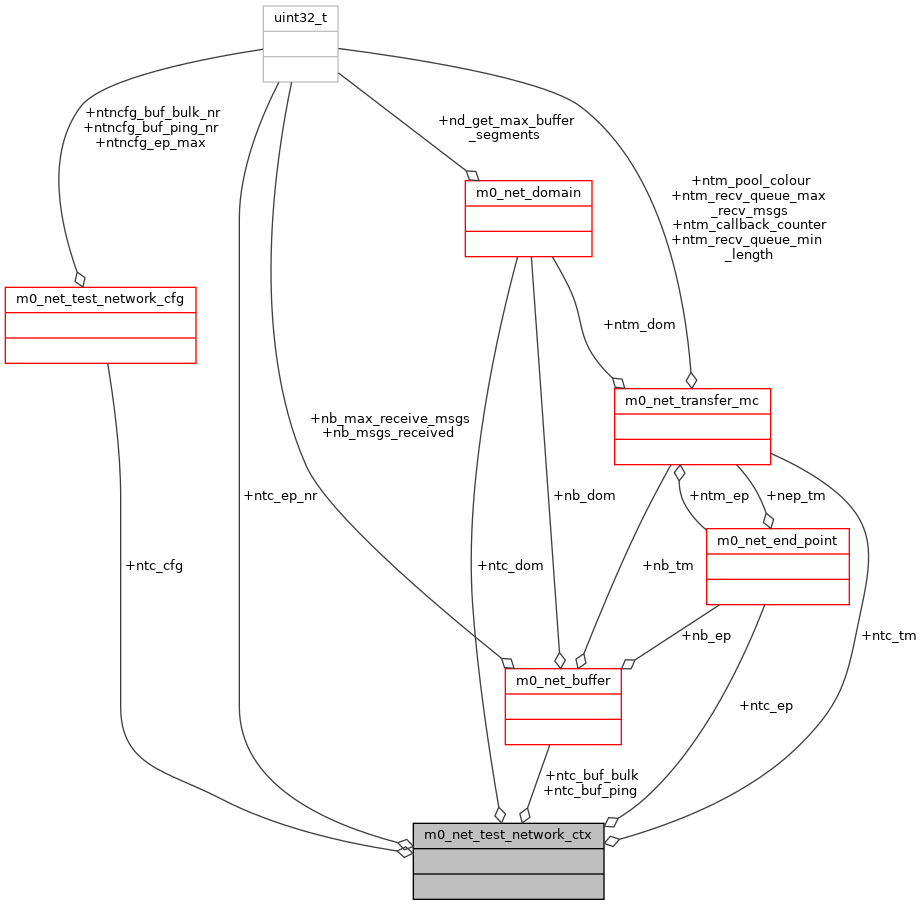 uint32_t
+ntncfg_buf_bulk_nr
+ntncfg_buf_ping_nr
+ntncfg_ep_max
+nd_get_max_buffer
_segments
m0_net_domain
+ntm_pool_colour
+ntm_recv_queue_max
_recv_msgs
+ntm_callback_counter
+ntm_recv_queue_min
_length
m0_net_test_network_cfg
+ntm_dom
m0_net_transfer_mc
+nb_max_receive_msgs
+nb_msgs_received
+ntc_ep_nr
+nb_dom
+ntm_ep
+nep_tm
m0_net_end_point
+ntc_cfg
+ntc_dom
+nb_tm
+nb_ep
+ntc_tm
m0_net_buffer
+ntc_ep
+ntc_buf_bulk
+ntc_buf_ping
m0_net_test_network_ctx